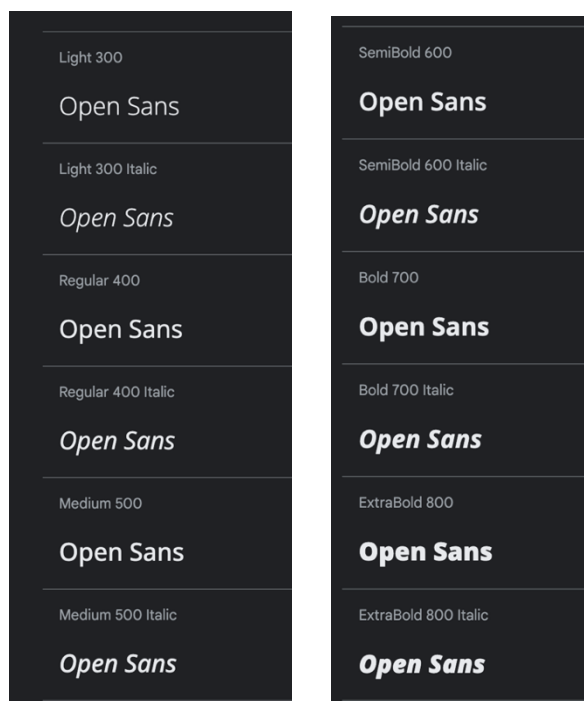 Light 300
Open Sans
Light 300 Italic
Open Sans
Regular 400
Open Sans
Regular 400 Italic
Open Sans
Medium 500
Open Sans
Medium 500 Italic
Open Sans
SemiBold 600
Open Sans
SemiBold 600 Italic
Open Sans
Bold 700
Open Sans
Bold 700 Italic
Open Sans
ExtraBold 800
Open Sans
ExtraBold 800 Italic
Open Sans